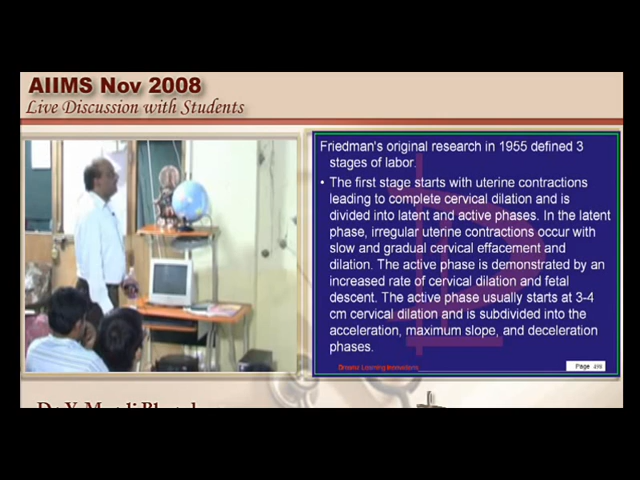 AIIMS Nov 2008
Live Discussion with Students
Friedman's original research in 1955 defined 3
stages of labor.
• The first stage starts with uterine contractions
leading to complete cervical dilation and is
divided into latent and active phases. In the latent
phase, irregular uterine contractions occur with
slow and gradual cervical effacement and
dilation. The active phase is demonstrated by an
increased rate of cervical dilation and fetal
descent. The active phase usually starts at 3-4
cm cervical dilation and is subdivided into the
acceleration, maximum slope, and deceleration
phases.
Learning
Page